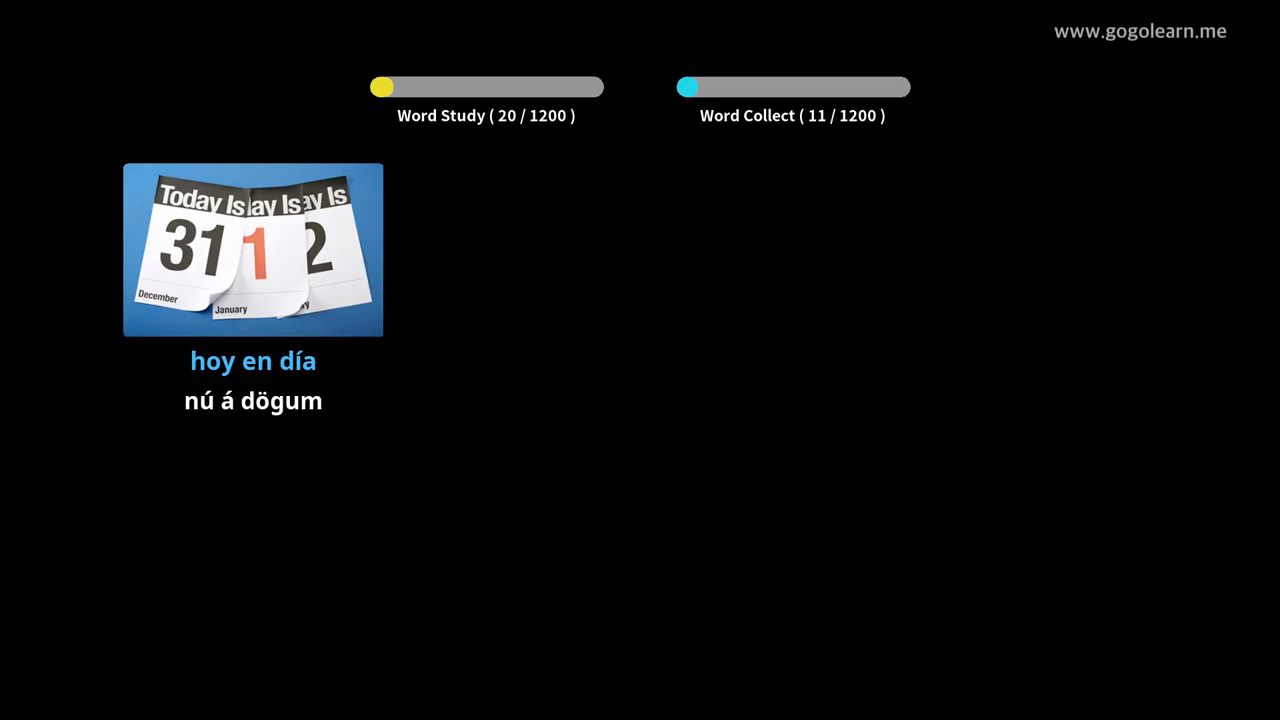 www.gogolearn.me
Word Study ( 20 / 1200 )
Word Collect ( 11 / 1200 )
Today Is
ay Is
ay Is
31
1
2
December
January
hoy en día
nú á dögum